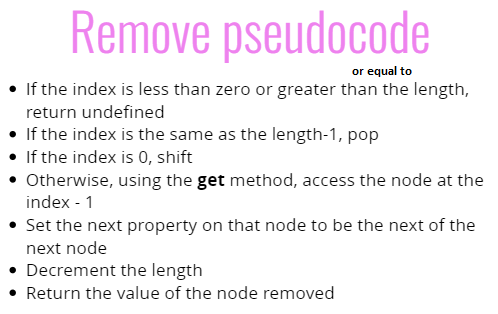 Remove pseudocode
or equal to
• If the index is less than zero or greater than the length,
return undefined
• If the index is the same as the length-1, pop
• If the index is 0, shift
• Otherwise, using the get method, access the node at the
index - 1
• Set the next property on that node to be the next of the
next node
• Decrement the length
• Return the value of the node removed